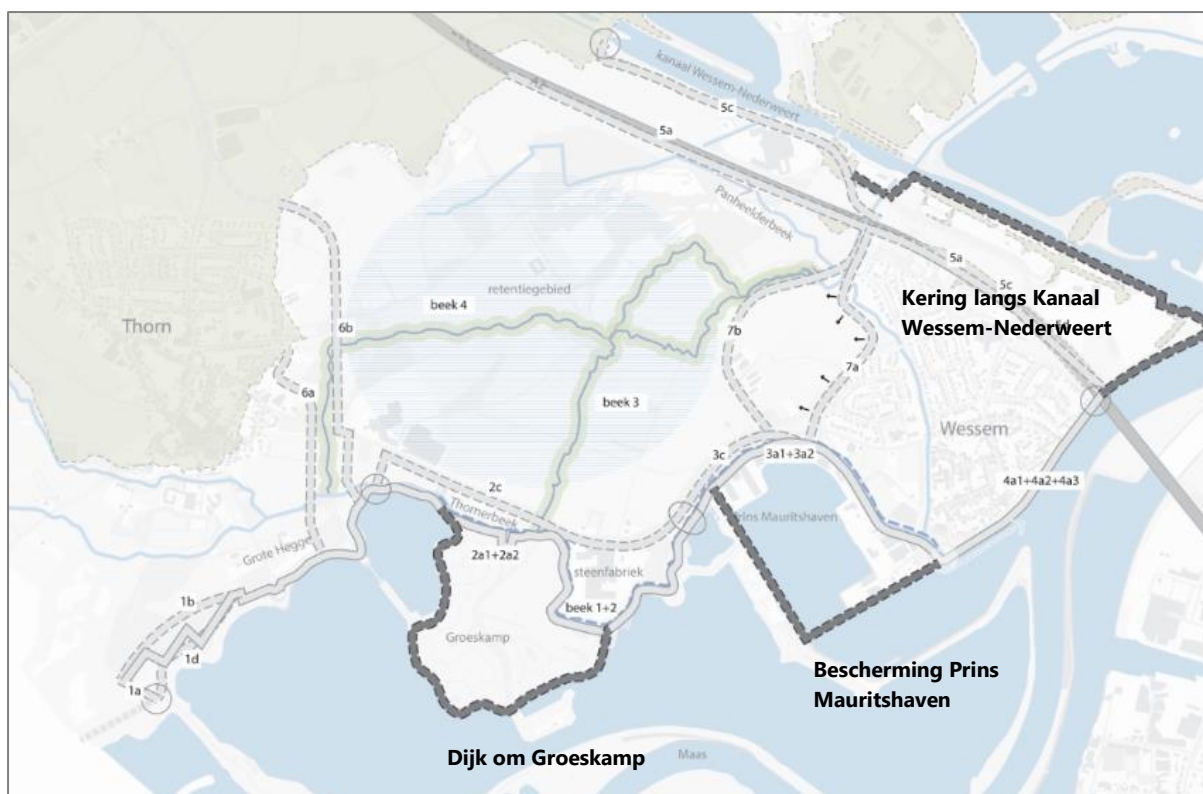 kanaal Wessem-Nederweert
A2
5c
5a
Panheelderbeek
5a
5c
Kering langs Kanaal
Wessem-Nederweert
retentiegebied
beek 4
Thorn
6b
7b
7a
6a
beek 3
Wessem
3c
3a1+3a2
4a1+4a2+4a3
2c
Thornerbeek
Prins Mauritshaven
Grote Hegge
2a1+2a2
steenfabriek
beek 1+2
1b
Groeskamp
1d
1a
Bescherming Prins
Mauritshaven
Dijk om Groeskamp
Maas